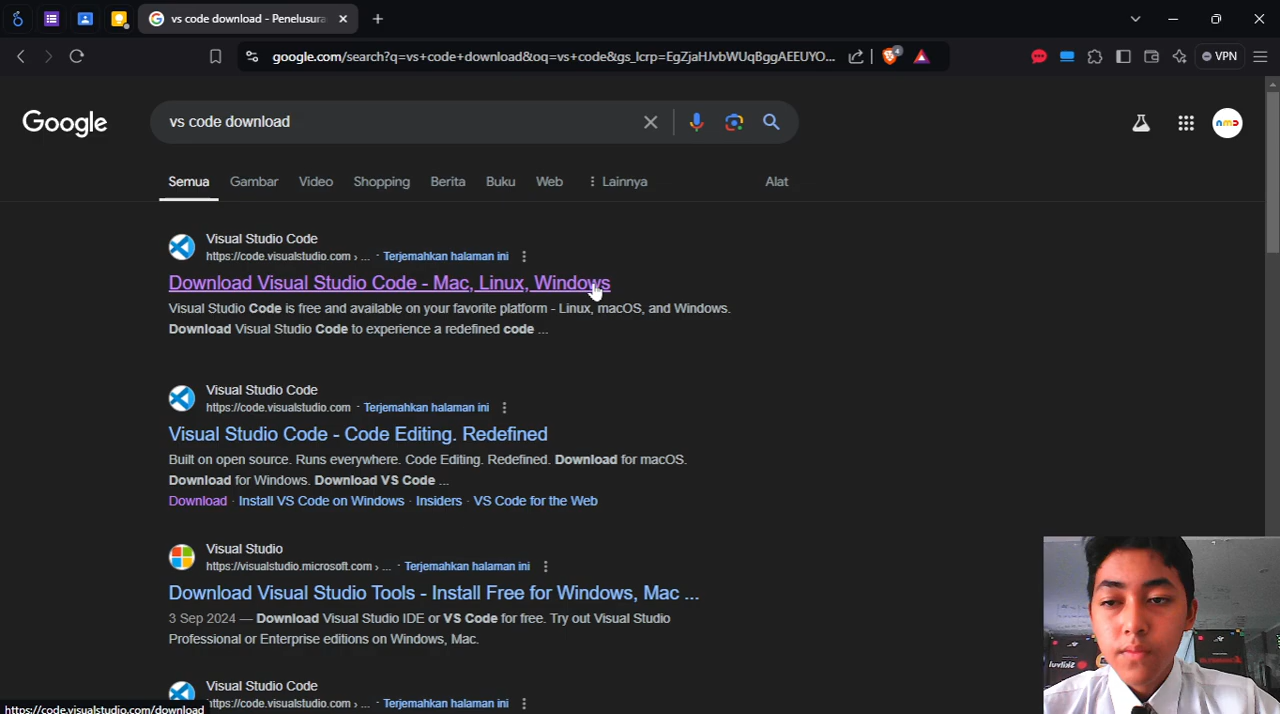 vs code download - Penelusura
google.com/search?q=vs+code+download&oq=vs+code&gs_lcrp=EgZjaHJvbWUqBggAEEUYO...
4
VPN
Google
vs code download
nmd
Semua
Gambar
Video
Shopping
Berita
Buku
Web
Lainnya
Alat
Visual Studio Code
https://code.visualstudio.com › ... · Terjemahkan halaman ini
Download Visual Studio Code - Mac, Linux, Windows
Visual Studio Code is free and available on your favorite platform - Linux, macOS, and Windows.
Download Visual Studio Code to experience a redefined code ...
Visual Studio Code
https://code.visualstudio.com · Terjemahkan halaman ini
Visual Studio Code - Code Editing. Redefined
Built on open source. Runs everywhere. Code Editing. Redefined. Download for macOS.
Download for Windows. Download VS Code ...
Download · Install VS Code on Windows · Insiders · VS Code for the Web
Visual Studio
https://visualstudio.microsoft.com › ... · Terjemahkan halaman ini
Download Visual Studio Tools - Install Free for Windows, Mac ...
3 Sep 2024 — Download Visual Studio IDE or VS Code for free. Try out Visual Studio
Professional or Enterprise editions on Windows, Mac.
Visual Studio Code
https://code.visualstudio.com › ... · Terjemahkan halaman ini
https://code.visualstudio.com/download